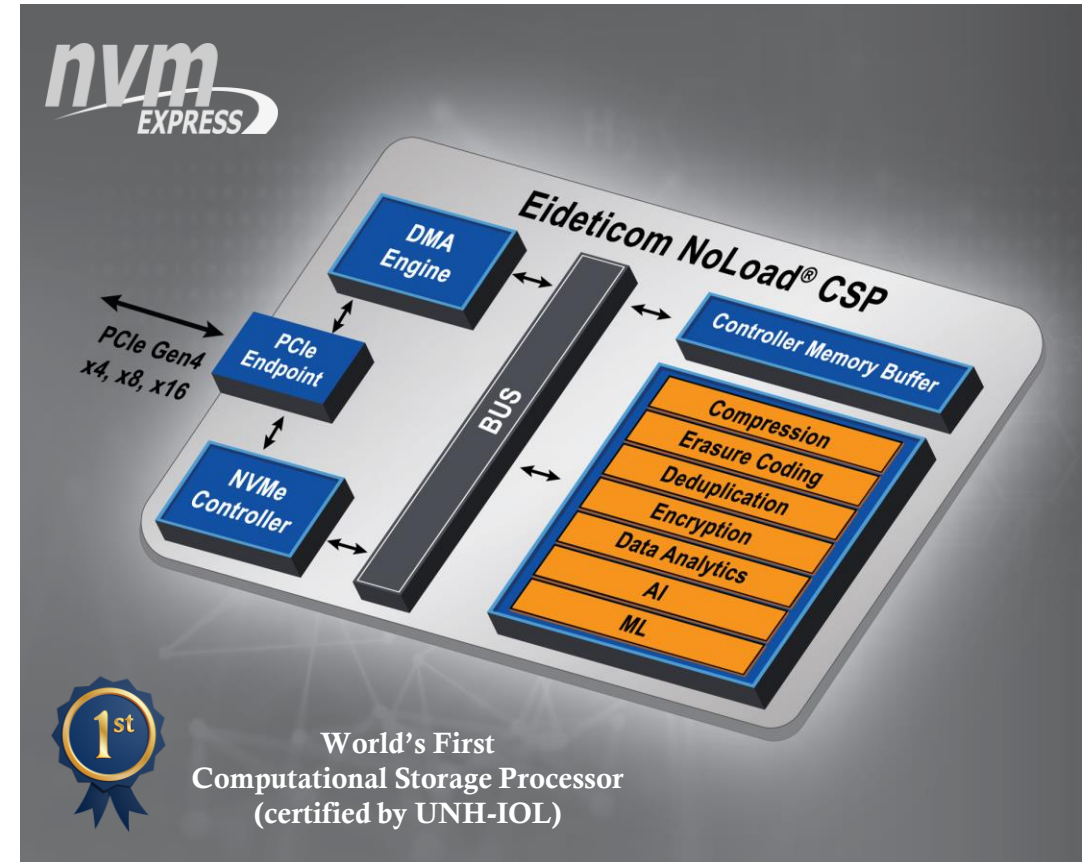 nvm
EXPRESS
Eideticom NoLoad® CSP
DMA
Engine
PCIe
Endpoint
PCIe Gen4
x4, x8, x16
NVMe
Controller
BUS
Controller Memory Buffer
Compression
Erasure Coding
Deduplication
Encryption
Data Analytics
AI
ML
1st
World's First
Computational Storage Processor
(certified by UNH-IOL)